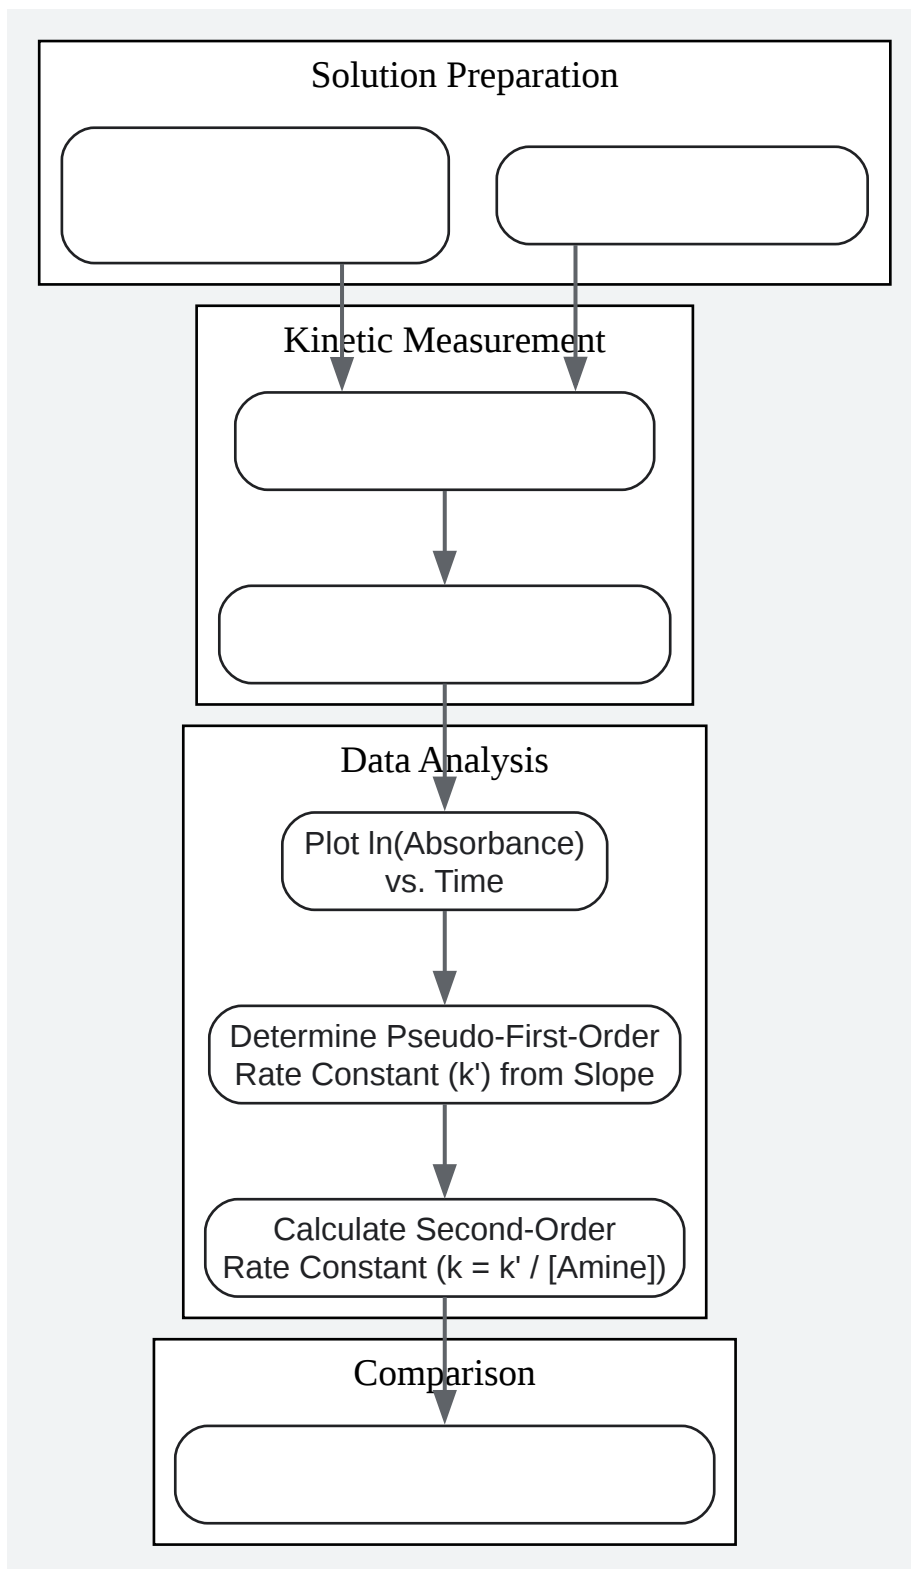 Solution Preparation
Kinetic Measurement
Data Analysis
Plot ln(Absorbance)
vs. Time
Determine Pseudo-First-Order
Rate Constant (k') from Slope
Calculate Second-Order
Rate Constant (k = k' / [Amine])
Comparison